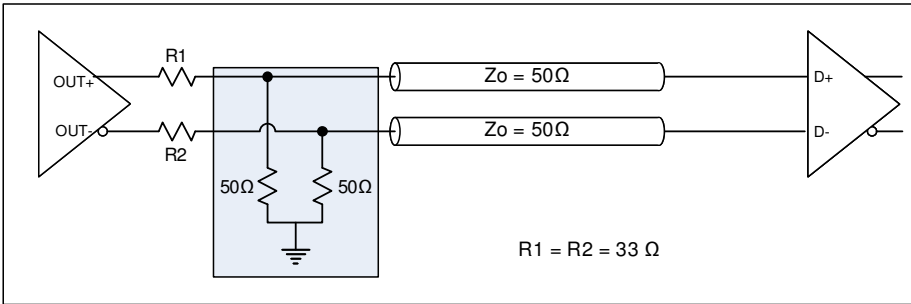 R1
OUT+
Zo = 50Ω
D+
OUT-
Zo = 50Ω
D-
R2
50Ω
50Ω
R1 = R2 = 33 Ω